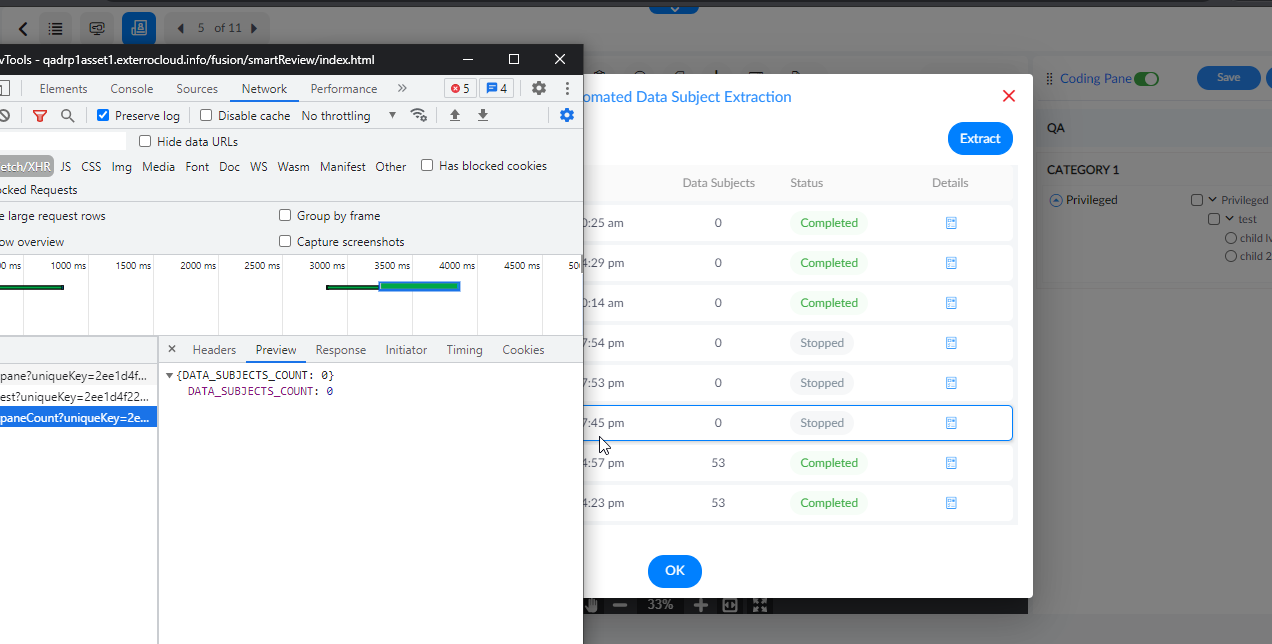 5 of 11
vTools - qadrp1asset1.exterrocloud.info/fusion/smartReview/index.html
Elements Console Sources Network Performance 5 4
Preserve log Disable cache No throttling
Hide data URLs
etch/XHR JS CSS Img Media Font Doc WS Wasm Manifest Other Has blocked cookies
ocked Requests
e large request rows Group by frame
ow overview Capture screenshots
00 ms 1000 ms 1500 ms 2000 ms 2500 ms 3000 ms 3500 ms 4000 ms 4500 ms 50
Headers Preview Response Initiator Timing Cookies
pane?uniqueKey=2ee1d4f...
est?uniqueKey=2ee1d4f22...
paneCount?uniqueKey=2e...
{DATA_SUBJECTS_COUNT: 0}
DATA_SUBJECTS_COUNT: 0
omated Data Subject Extraction
Extract
Data Subjects Status Details
0:25 am 0 Completed
4:29 pm 0 Completed
0:14 am 0 Completed
7:54 pm 0 Stopped
7:53 pm 0 Stopped
7:45 pm 0 Stopped
4:57 pm 53 Completed
4:23 pm 53 Completed
OK
33%
Coding Pane Save
QA
CATEGORY 1
Privileged Privileged
test
child lv
child 2